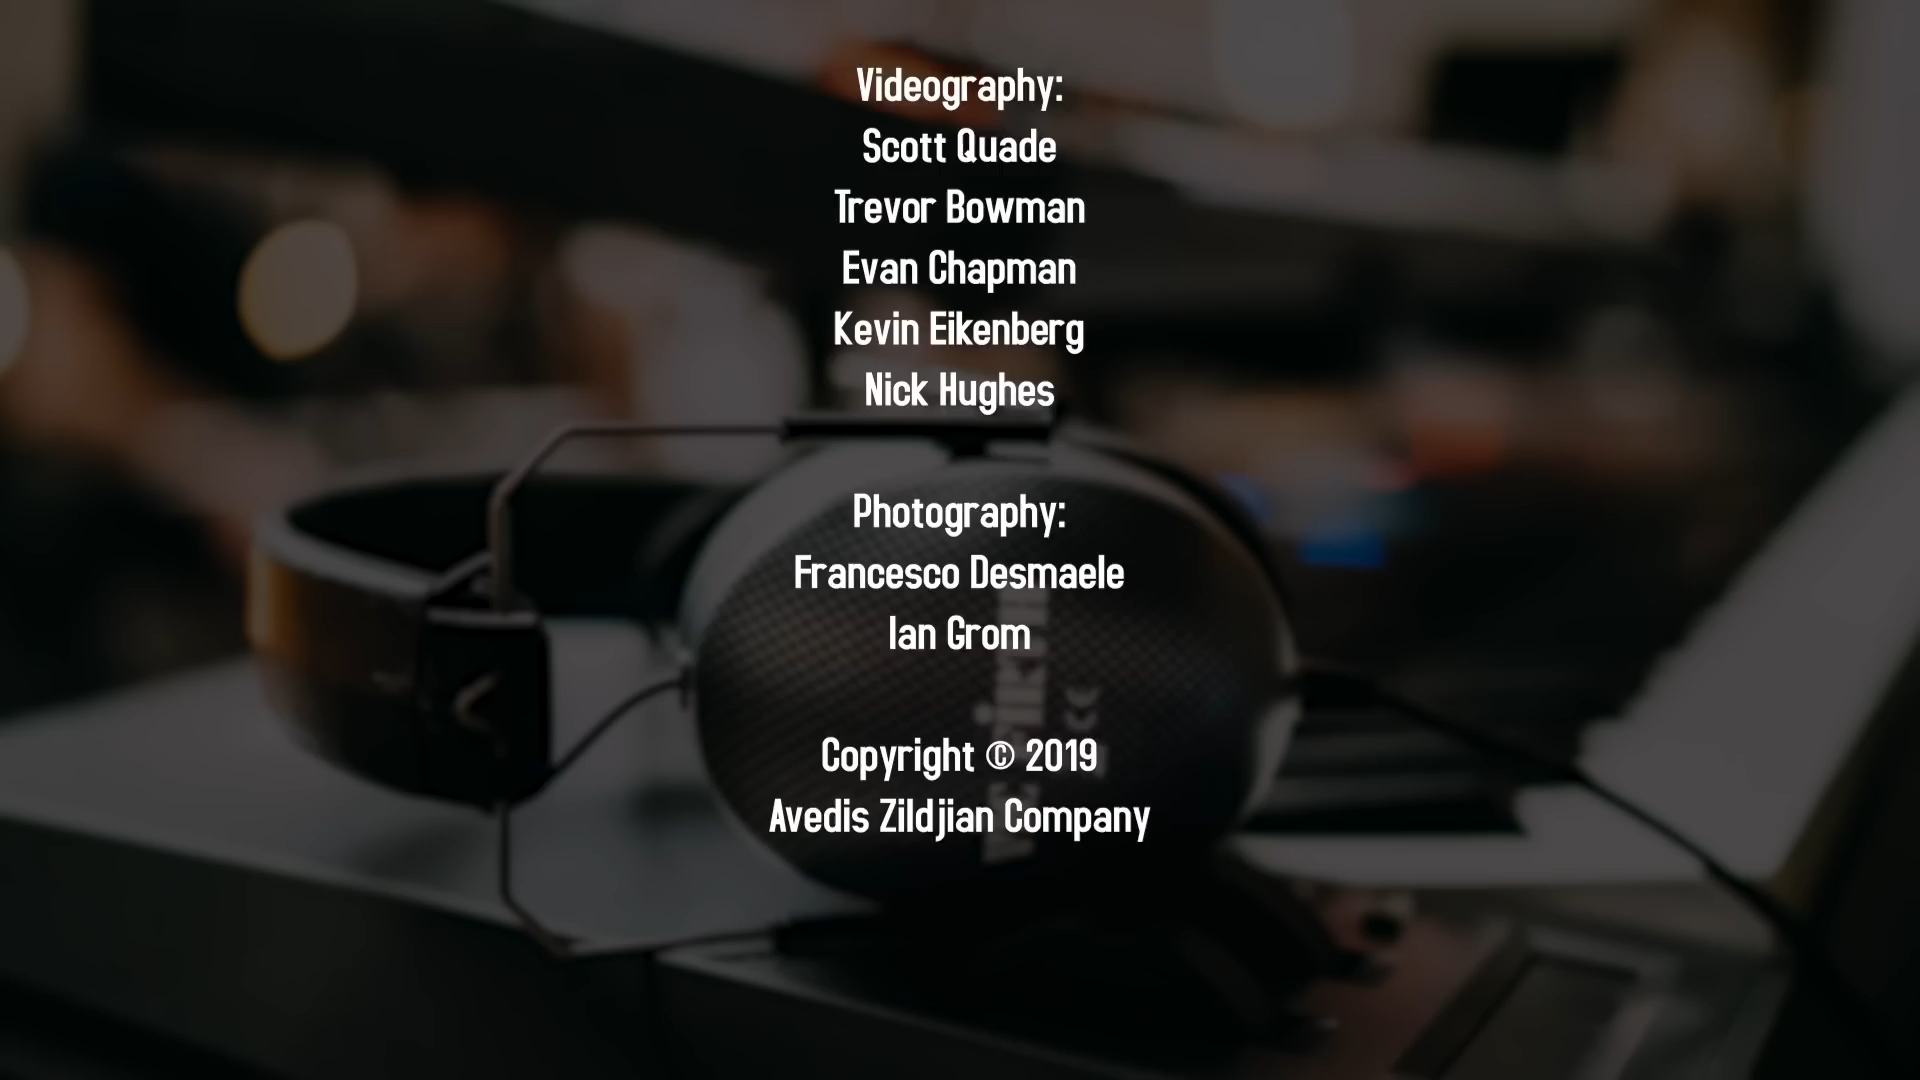 Videography:
Scott Quade
Trevor Bowman
Evan Chapman
Kevin Eikenberg
Nick Hughes
Photography:
Francesco Desmaele
Ian Grom
Copyright © 2019
Avedis Zildjian Company